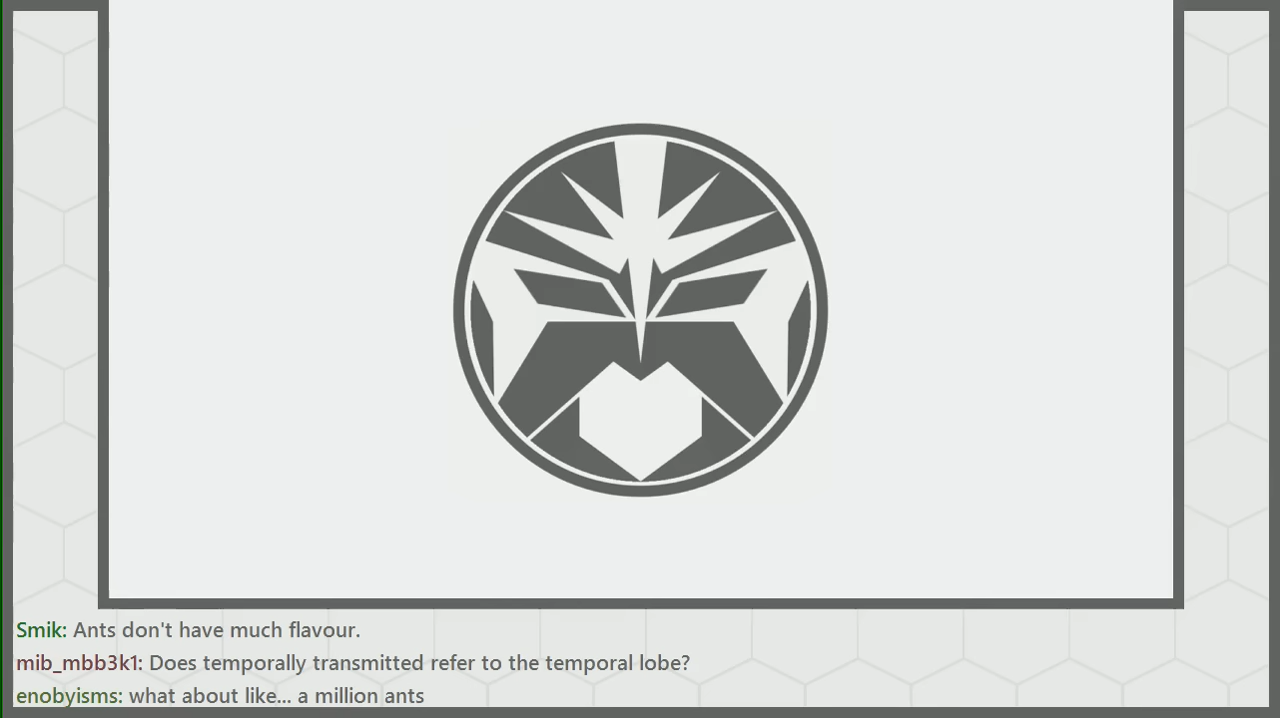 Smik: Ants don't have much flavour.
mib_mbb3k1: Does temporally transmitted refer to the temporal lobe?
enobyisms: what about like... a million ants